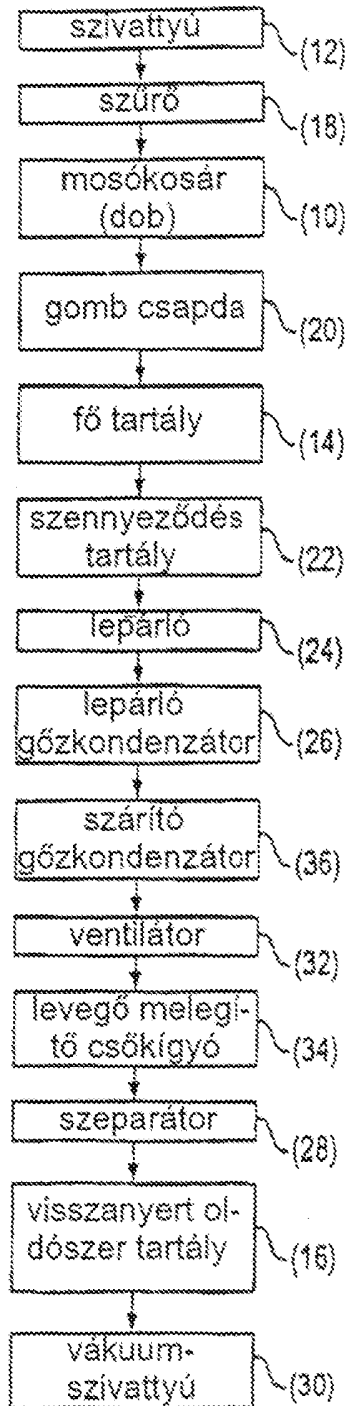 szivattyú
(12)
szűrő
(18)
mosókosár
(dob)
(10)
gomb csapda
(20)
fő tartály
(14)
szennyeződés
tartály
(22)
lepárló
(24)
lepárló
gőzkondenzátor
(26)
szárító
gőzkondenzátor
(36)
ventilátor
(32)
levegő melegí-
tő csőkígyó
(34)
szeparátor
(28)
visszanyert ol-
dószer tartály
(16)
vákuum-
szivattyú
(30)